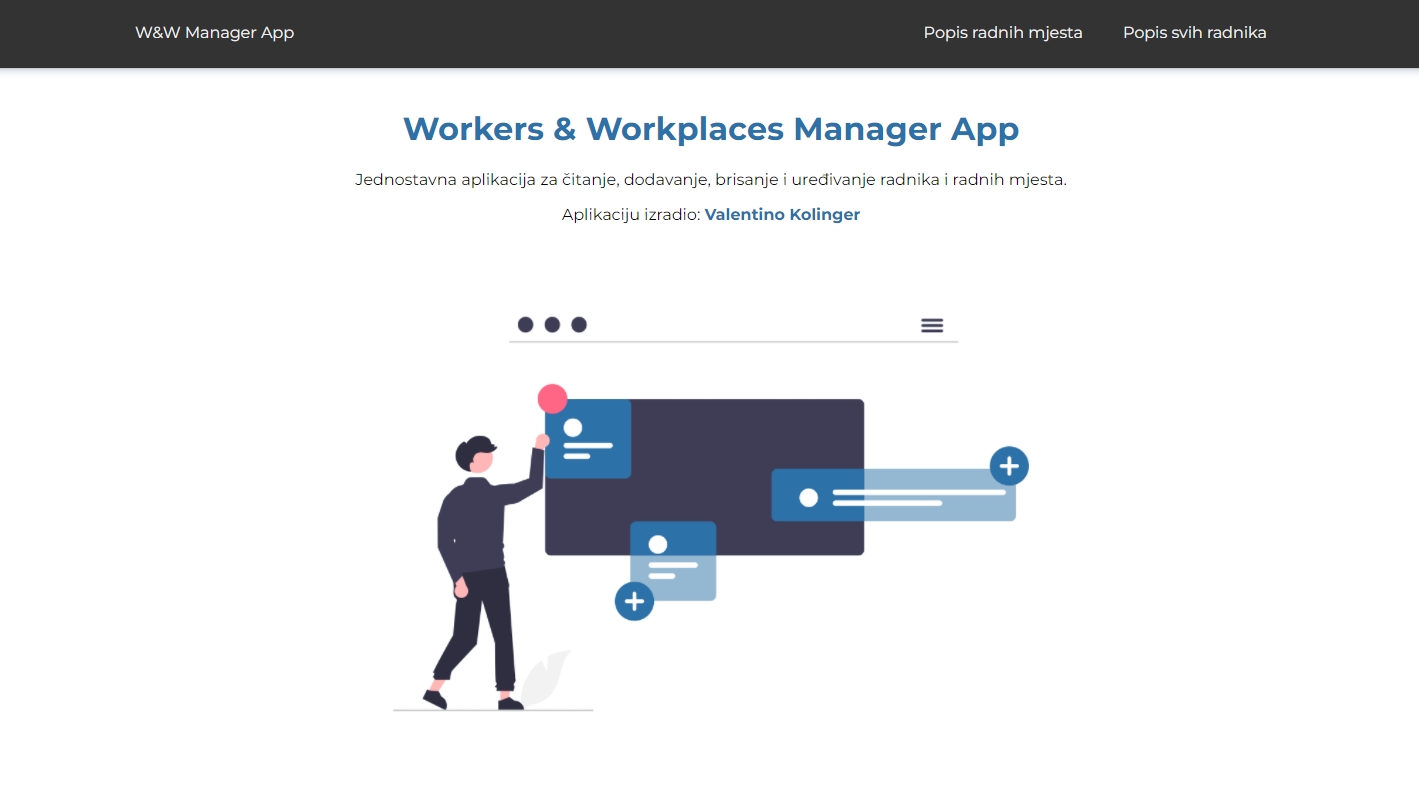 W&W Manager App
Popis radnih mjesta
Popis svih radnika
Workers & Workplaces Manager App
Jednostavna aplikacija za čitanje, dodavanje, brisanje i uređivanje radnika i radnih mjesta.
Aplikaciju izradio: Valentino Kolinger